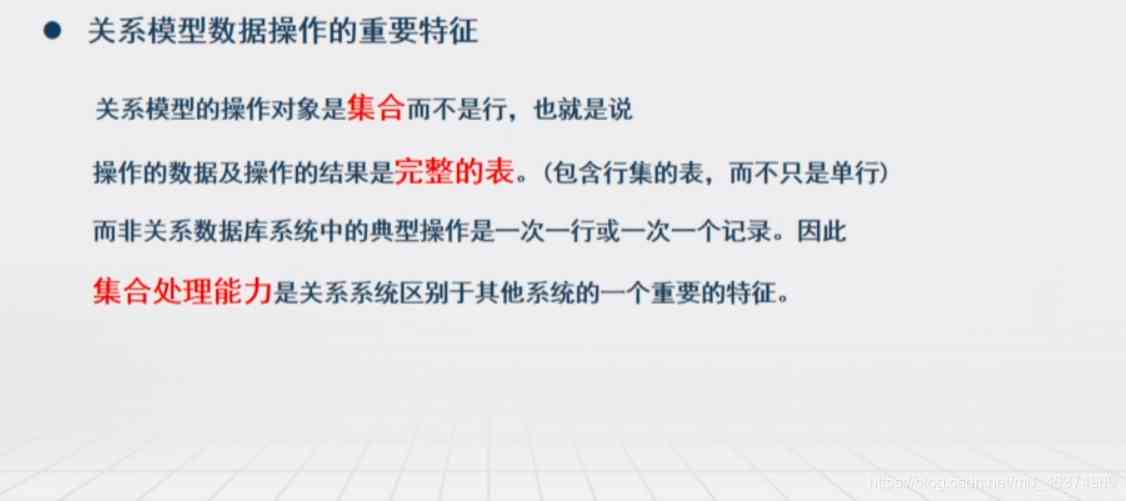 ● 关系模型数据操作的重要特征
关系模型的操作对象是集合而不是行，也就是说
操作的数据及操作的结果是完整的表。(包含行集的表，而不只是单行)
而非关系数据库系统中的典型操作是一次一行或一次一个记录。因此
集合处理能力是关系系统区别于其他系统的一个重要的特征。